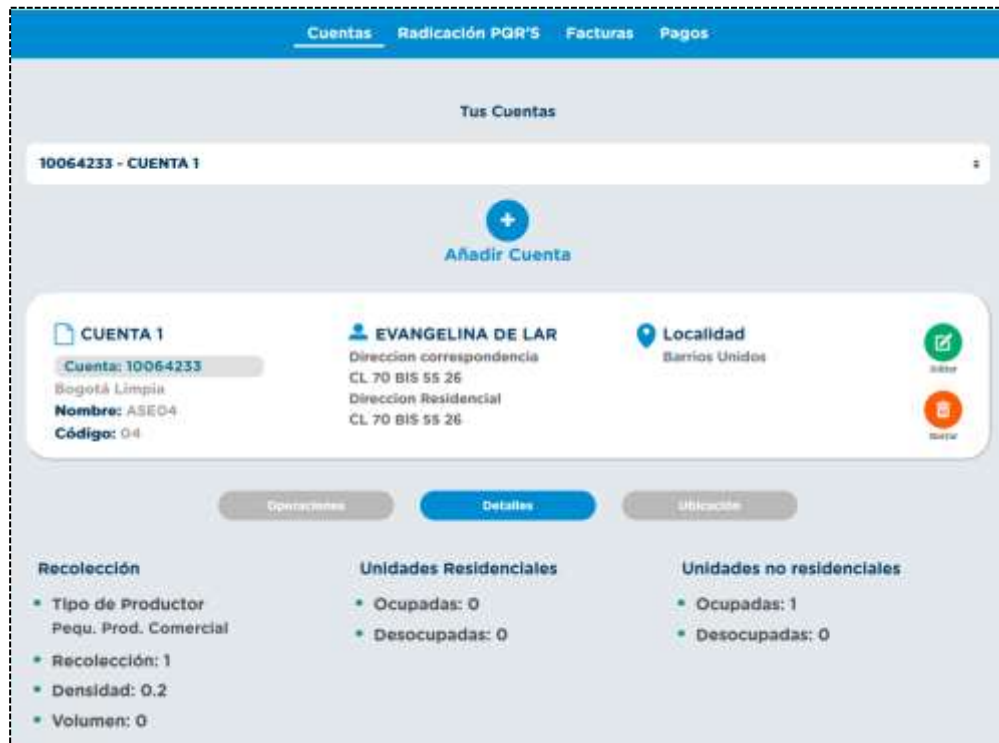 Cuentas Radicación PQR'S Facturas Pagos
Tus Cuentas
10064233 - CUENTA 1
Añadir Cuenta
CUENTA 1
Cuenta: 10064233
Bogotá Limpia
Nombre: ASE04
Código: 04
EVANGELINA DE LAR
Direccion correspondencia
CL 70 BIS 55 26
Direccion Residencial
CL 70 BIS 55 26
Localidad
Barrios Unidos
Editar
Borrar
Operaciones Detalles Ubicación
Recolección
Tipo de Productor
Pequ. Prod. Comercial
Recolección: 1
Densidad: 0.2
Volumen: 0
Unidades Residenciales
Ocupadas: 0
Desocupadas: 0
Unidades no residenciales
Ocupadas: 1
Desocupadas: 0